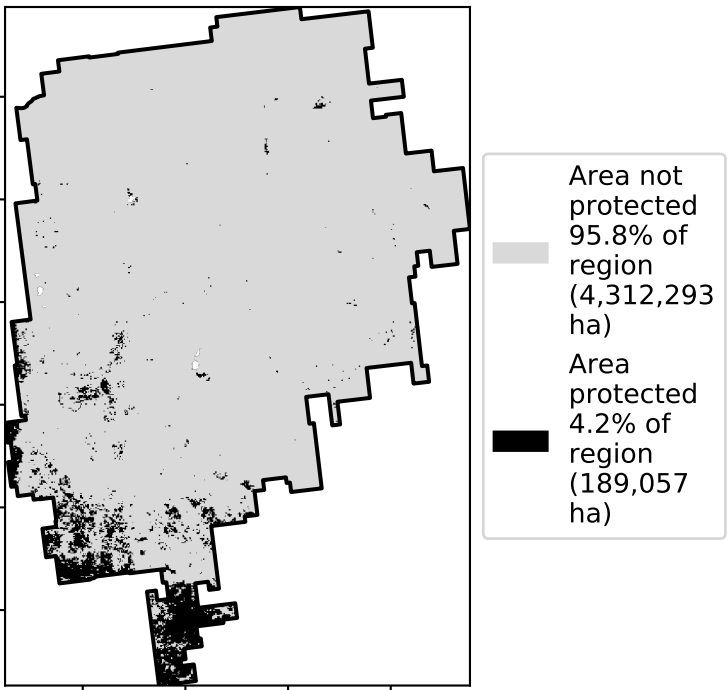 Area not
protected
95.8% of
region
(4,312,293
ha)
Area
protected
4.2% of
region
(189,057
ha)